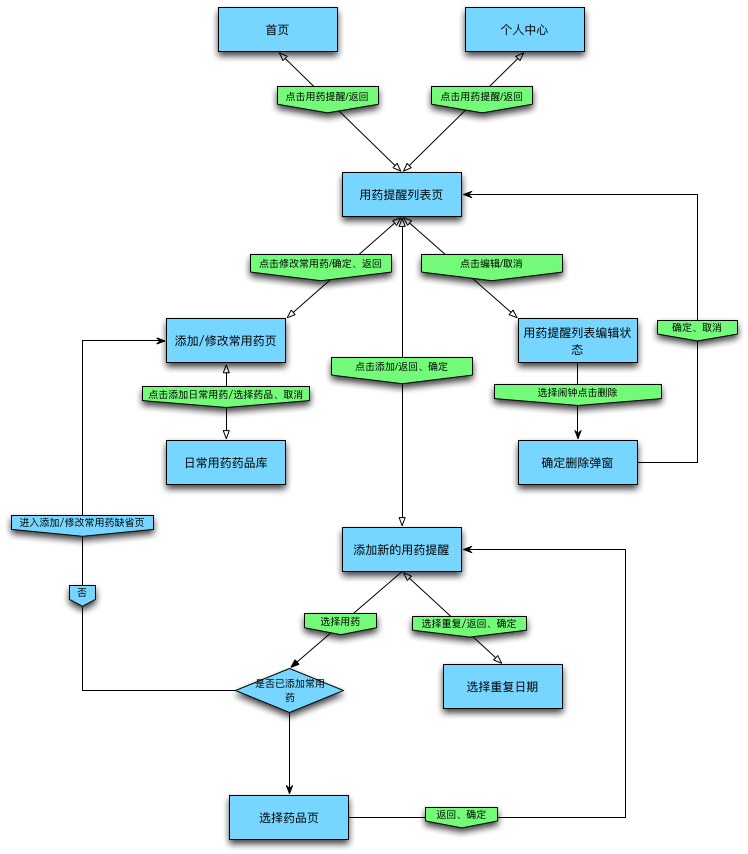 首页
个人中心
点击用药提醒/返回
点击用药提醒/返回
用药提醒列表页
点击修改常用药/确定、返回
点击编辑/取消
确定、取消
添加/修改常用药页
用药提醒列表编辑状
态
点击添加/返回、确定
点击添加日常用药/选择药品、取消
选择闹钟点击删除
日常用药药品库
确定删除弹窗
进入添加/修改常用药缺省页
添加新的用药提醒
否
选择用药
选择重复/返回、确定
是否已添加常用
药
选择重复日期
选择药品页
返回、确定